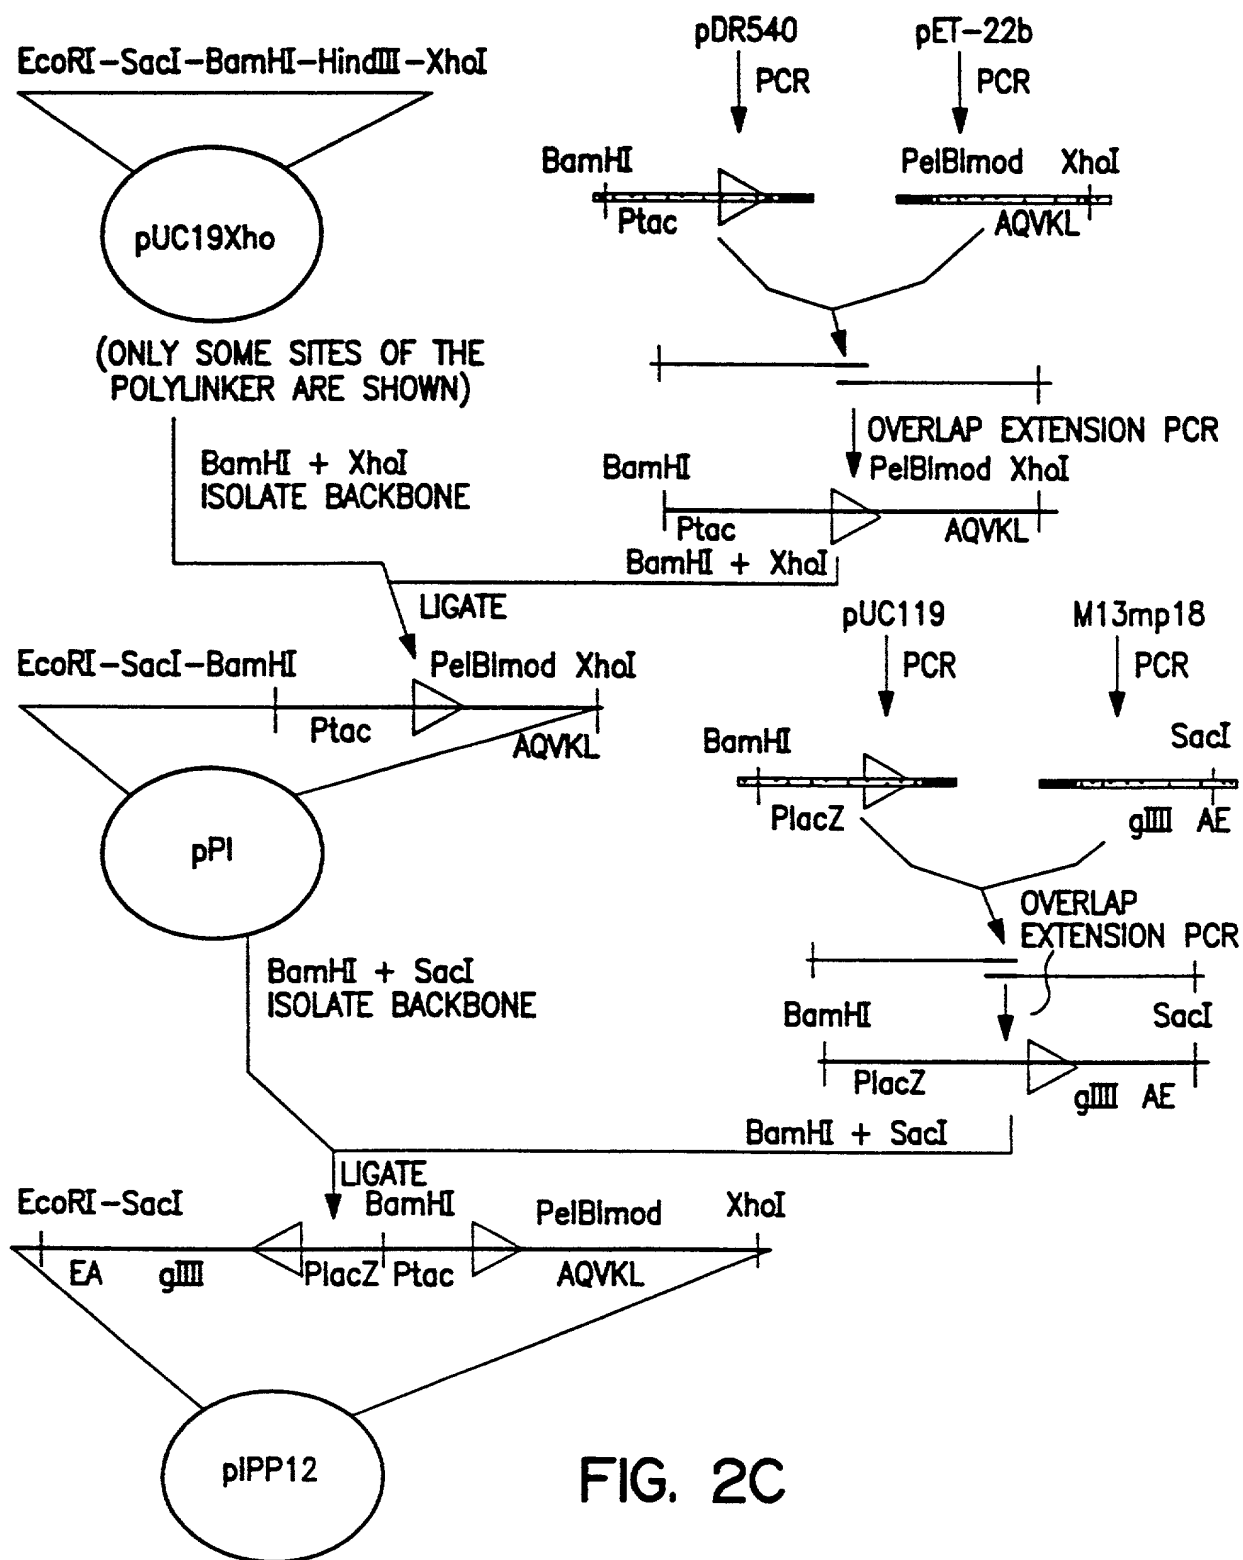 EcoRI-SacI-BamHI-HindIII-XhoI
pUC19Xho
(ONLY SOME SITES OF THE
POLYLINKER ARE SHOWN)
BamHI + XhoI
ISOLATE BACKBONE
pDR540
PCR
pET-22b
PCR
BamHI
Ptac
PelBlmod XhoI
AQVKL
OVERLAP EXTENSION PCR
BamHI
PelBlmod XhoI
Ptac
AQVKL
BamHI + XhoI
LIGATE
EcoRI-SacI-BamHI
PelBlmod XhoI
Ptac
AQVKL
pPI
BamHI + SacI
ISOLATE BACKBONE
pUC119
PCR
M13mp18
PCR
BamHI
PlacZ
SacI
gIII AE
OVERLAP
EXTENSION PCR
BamHI
SacI
PlacZ
gIII AE
BamHI + SacI
LIGATE
EcoRI-SacI
BamHI
PelBlmod
XhoI
EA
gIII
PlacZ
Ptac
AQVKL
pIPP12
FIG. 2C